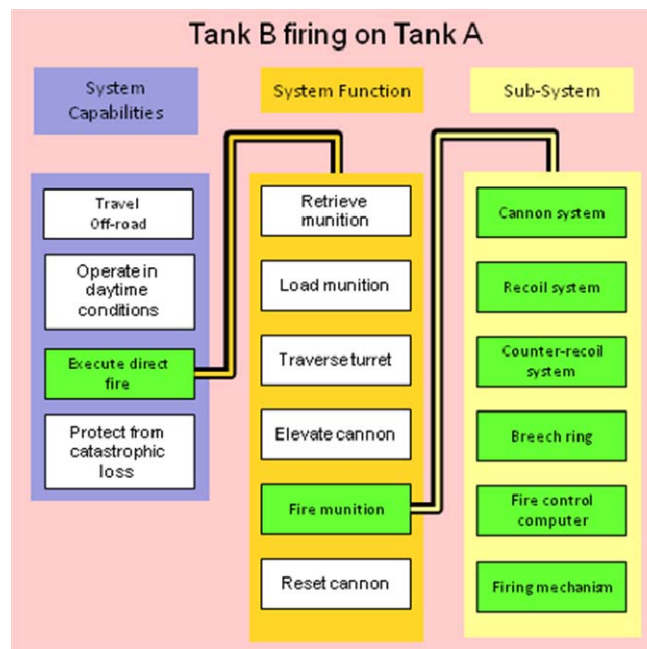 Tank B firing on Tank A
System
Capabilities
System Function
Sub-System
Travel
Off-road
Operate in
daytime
conditions
Execute direct
fire
Protect from
catastrophic
loss
Retrieve
munition
Load munition
Traverse turret
Elevate cannon
Fire munition
Reset cannon
Cannon system
Recoil system
Counter-recoil
system
Breech ring
Fire control
computer
Firing mechanism